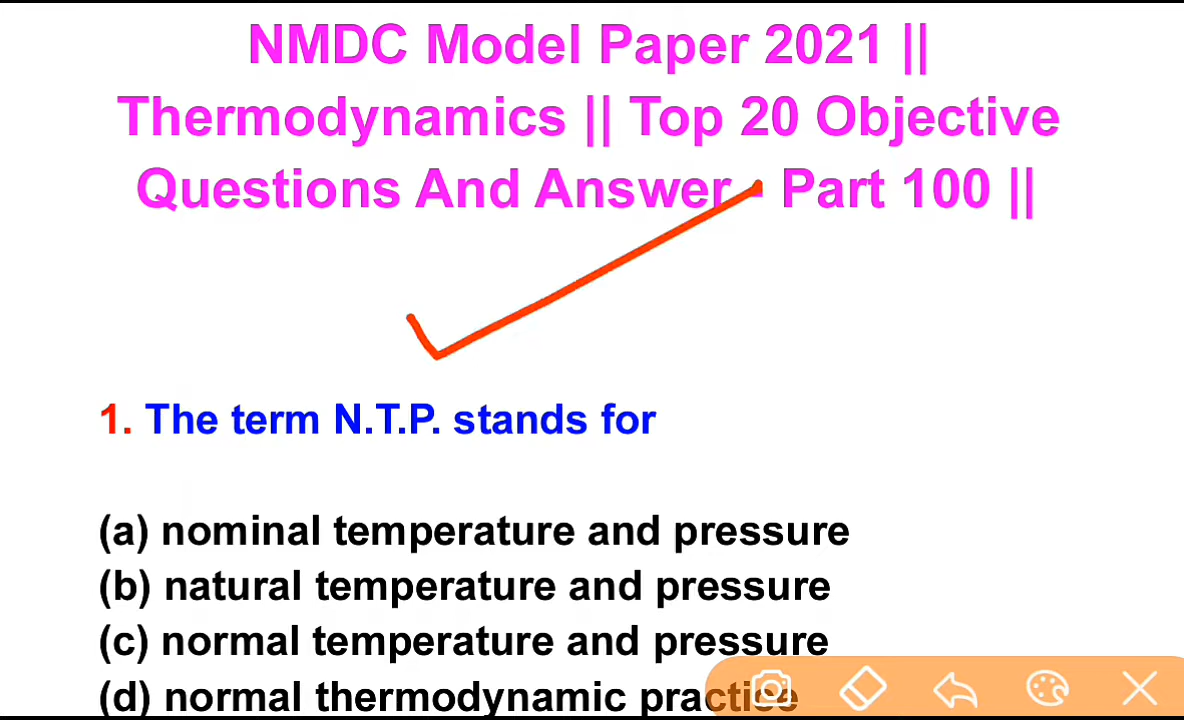 NMDC Model Paper 2021 ||
Thermodynamics || Top 20 Objective
Questions And Answer - Part 100 ||
1. The term N.T.P. stands for
(a) nominal temperature and pressure
(b) natural temperature and pressure
(c) normal temperature and pressure
(d) normal thermodynamic practice